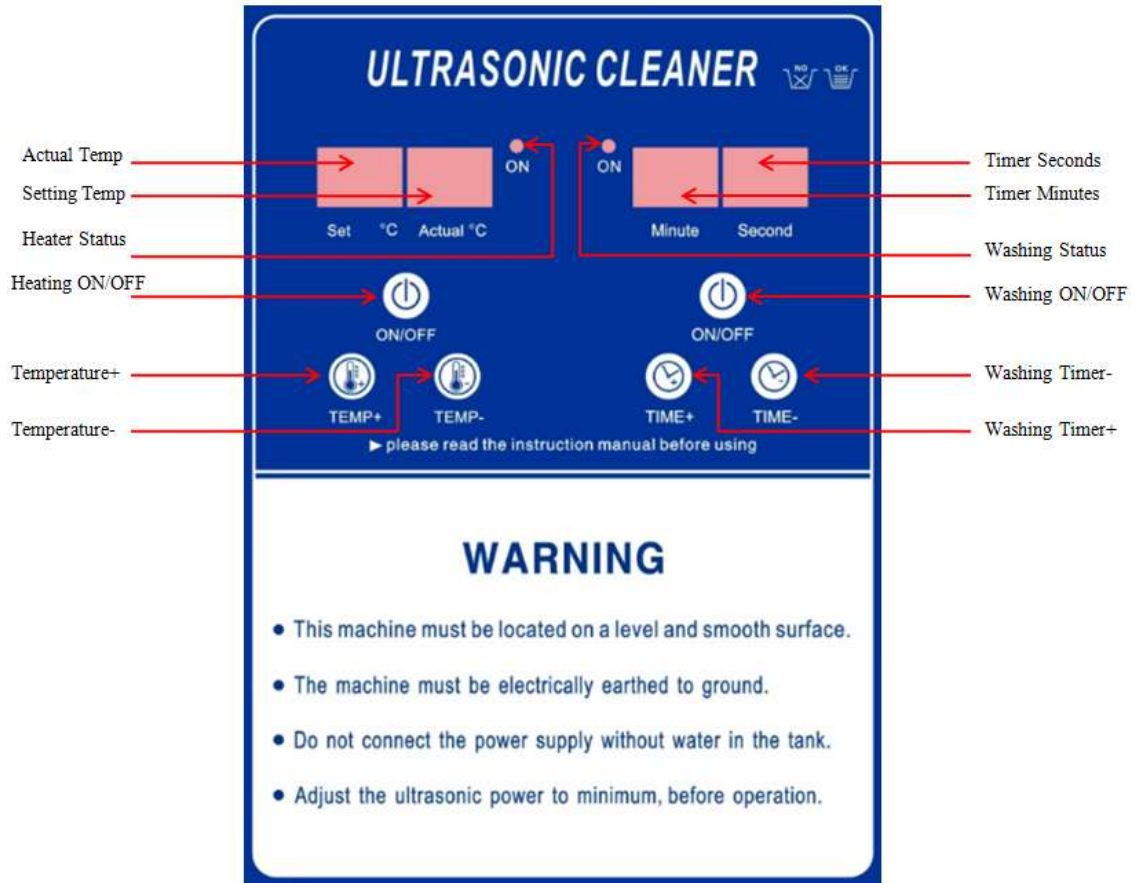 ULTRASONIC CLEANER
NO OK
Actual Temp
Setting Temp
Heater Status
Heating ON/OFF
Temperature+
Temperature-
ON
ON
Set °C Actual °C
Minute Second
ON/OFF
ON/OFF
TEMP+ TEMP-
TIME+ TIME-
Timer Seconds
Timer Minutes
Washing Status
Washing ON/OFF
Washing Timer-
Washing Timer+
▶ please read the instruction manual before using
WARNING
• This machine must be located on a level and smooth surface.
• The machine must be electrically earthed to ground.
• Do not connect the power supply without water in the tank.
• Adjust the ultrasonic power to minimum, before operation.